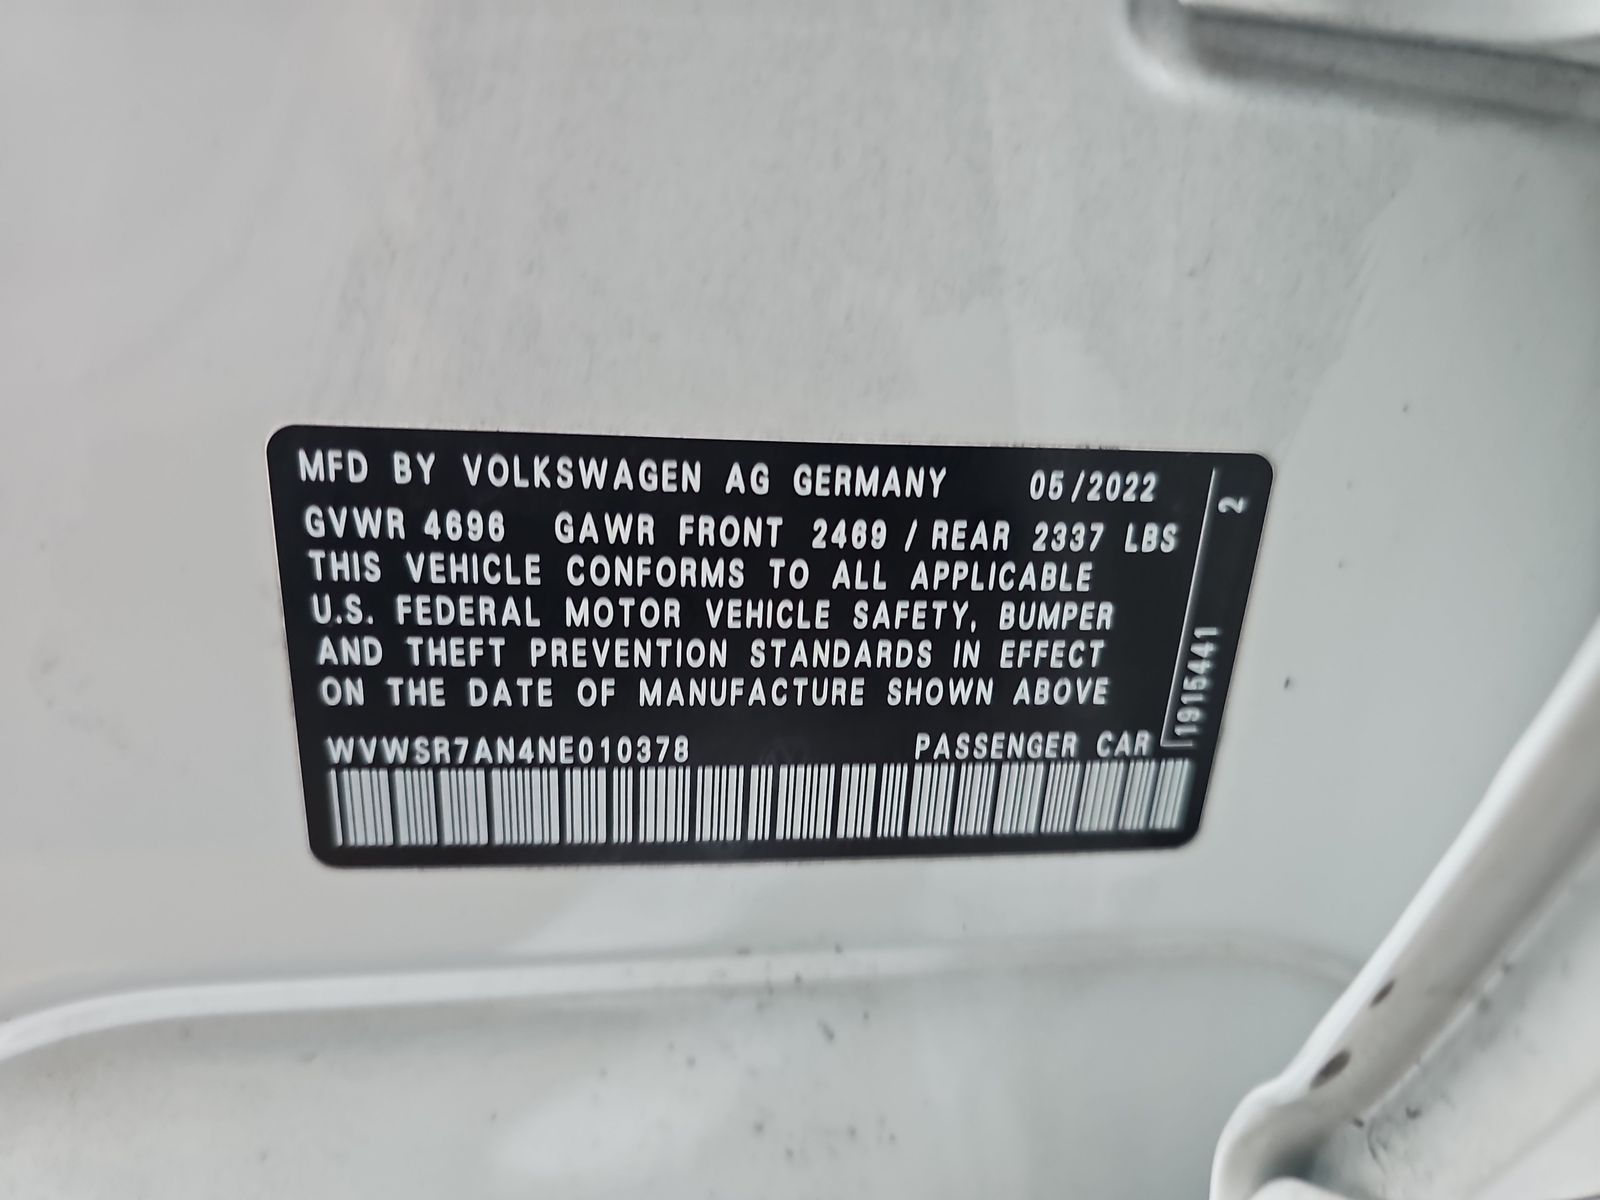 MFD BY VOLKSWAGEN AG GERMANY 05/2022
GVWR 4696 GAWR FRONT 2469 / REAR 2337 LBS
THIS VEHICLE CONFORMS TO ALL APPLICABLE
U.S. FEDERAL MOTOR VEHICLE SAFETY, BUMPER
AND THEFT PREVENTION STANDARDS IN EFFECT
ON THE DATE OF MANUFACTURE SHOWN ABOVE
WVWSR7AN4NE010378 PASSENGER CAR
1915441 2